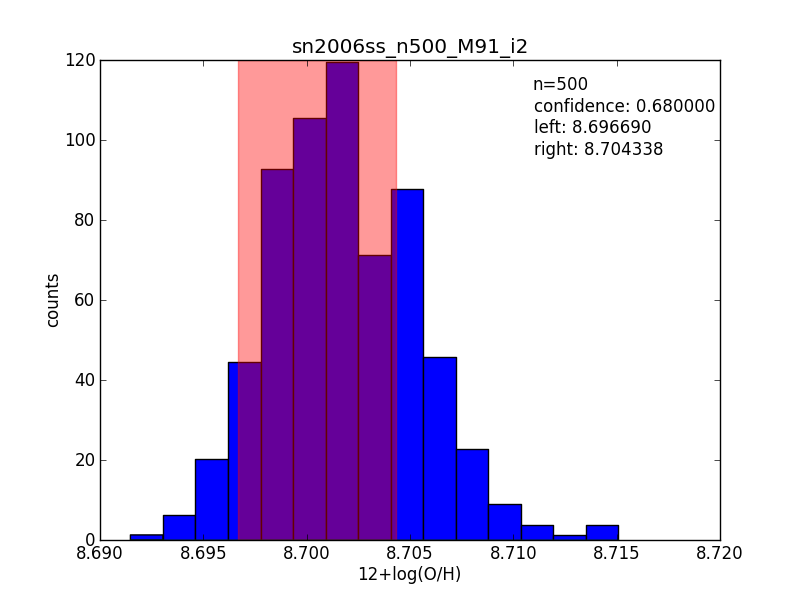 sn2006ss_n500_M91_i2
n=500
confidence: 0.680000
left: 8.696690
right: 8.704338
120
100
80
60
40
20
0
counts
8.690 8.695 8.700 8.705 8.710 8.715 8.720
12+log(O/H)